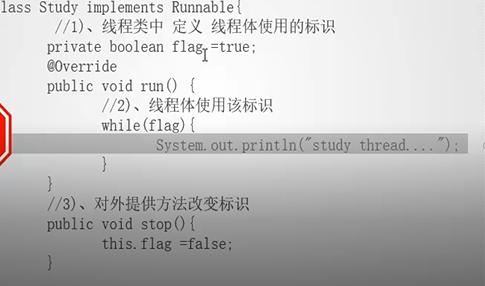 lass Study implements Runnable{
//1)、线程类中 定义 线程体使用的标识
private boolean flag =true;
@Override
public void run() {
//2)、线程体使用该标识
while(flag){
System.out.println("study thread....");
}
}
//3)、对外提供方法改变标识
public void stop(){
this.flag =false;
}